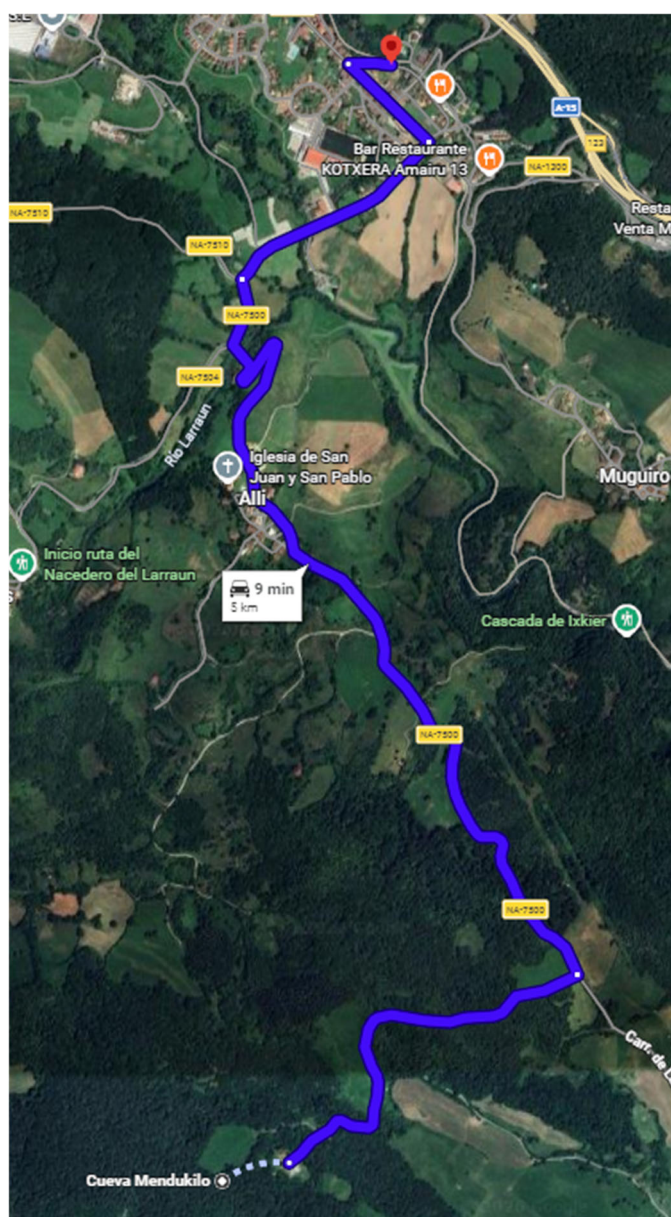 A-15
Bar Restaurante
KOTXERA Amairu 13
123
NA-1300
NA-7510
NA-7510
Resta
Venta M
NA-7500
NA-7504
Río Larraun
Iglesia de San
Juan y San Pablo
Alli
Muguiro
Inicio ruta del
Nacedero del Larraun
s
9 min
5 km
Cascada de Ixkier
NA-7500
NA-7500
Carr. de L
Cueva Mendukilo